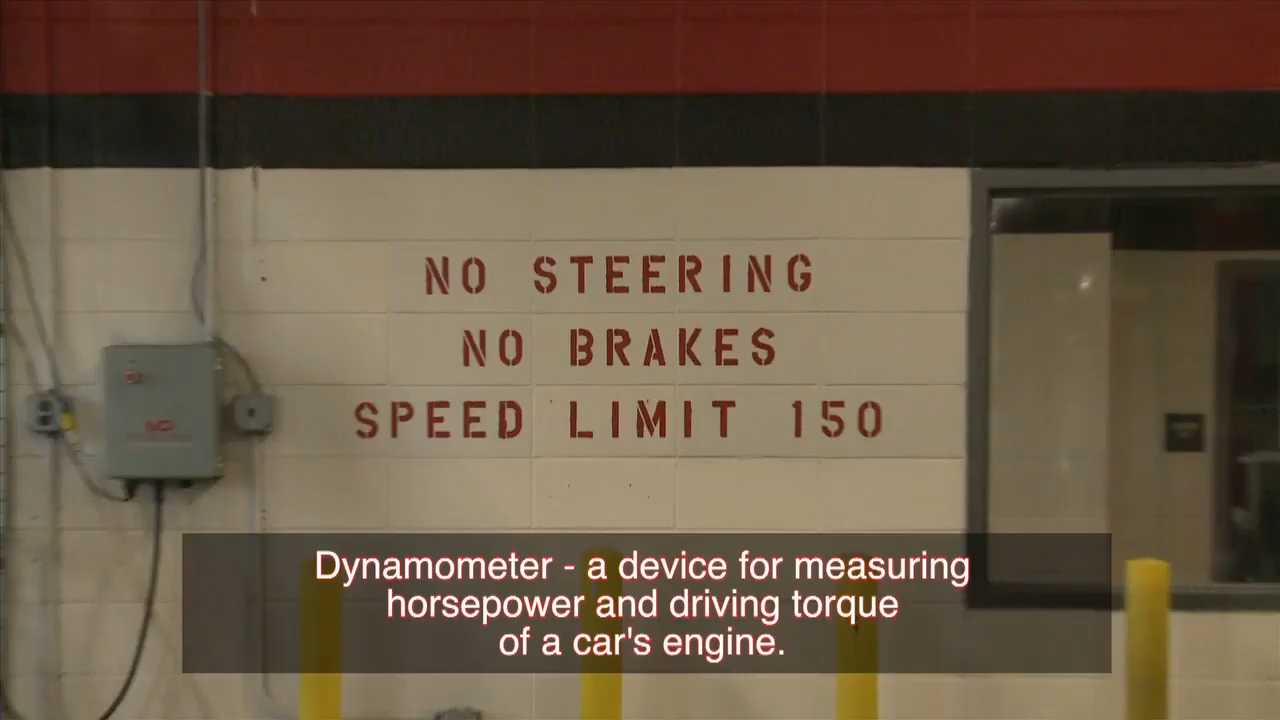 NO STEERING
NO BRAKES
SPEED LIMIT 150
Dynamometer - a device for measuring
horsepower and driving torque
of a car's engine.